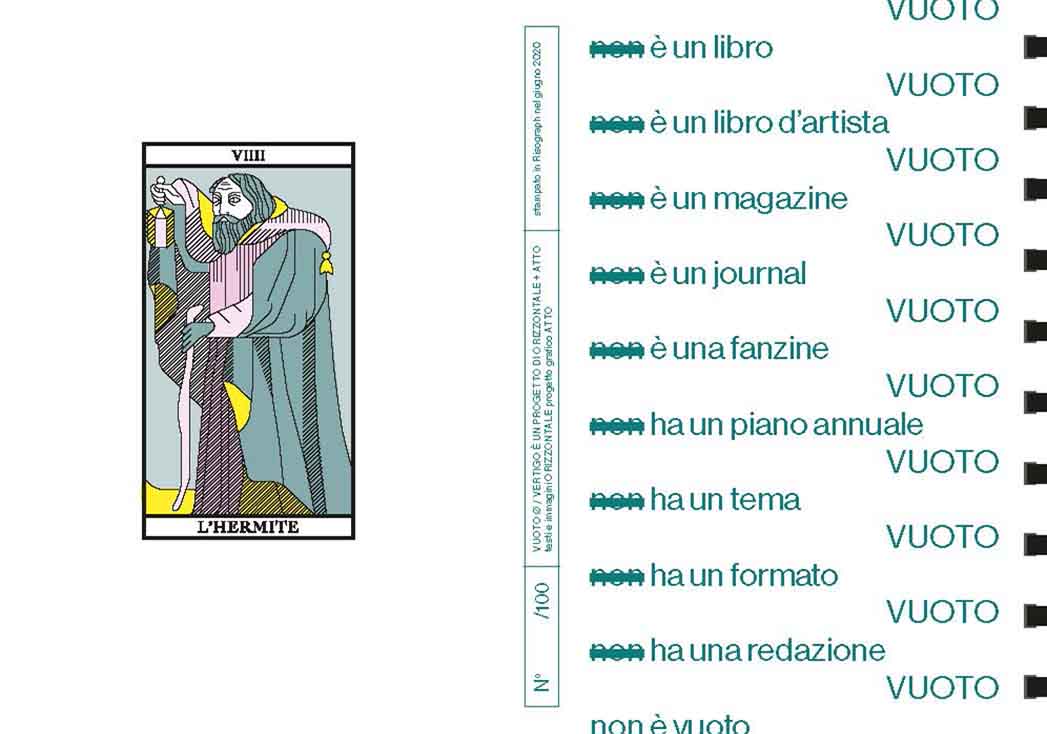 VIIII
L'HERMITE
stampato in Risograph nel giugno 2020
VUOTO Ø / VERTIGO È UN PROGETTO DI ORIZZONTALE + ATTO
testi e immagini ORIZZONTALE progetto grafico ATTO
N° /100
VUOTO
non è un libro
VUOTO
non è un libro d'artista
VUOTO
non è un magazine
VUOTO
non è un journal
VUOTO
non è una fanzine
VUOTO
non ha un piano annuale
VUOTO
non ha un tema
VUOTO
non ha un formato
VUOTO
non ha una redazione
VUOTO
non è vuoto